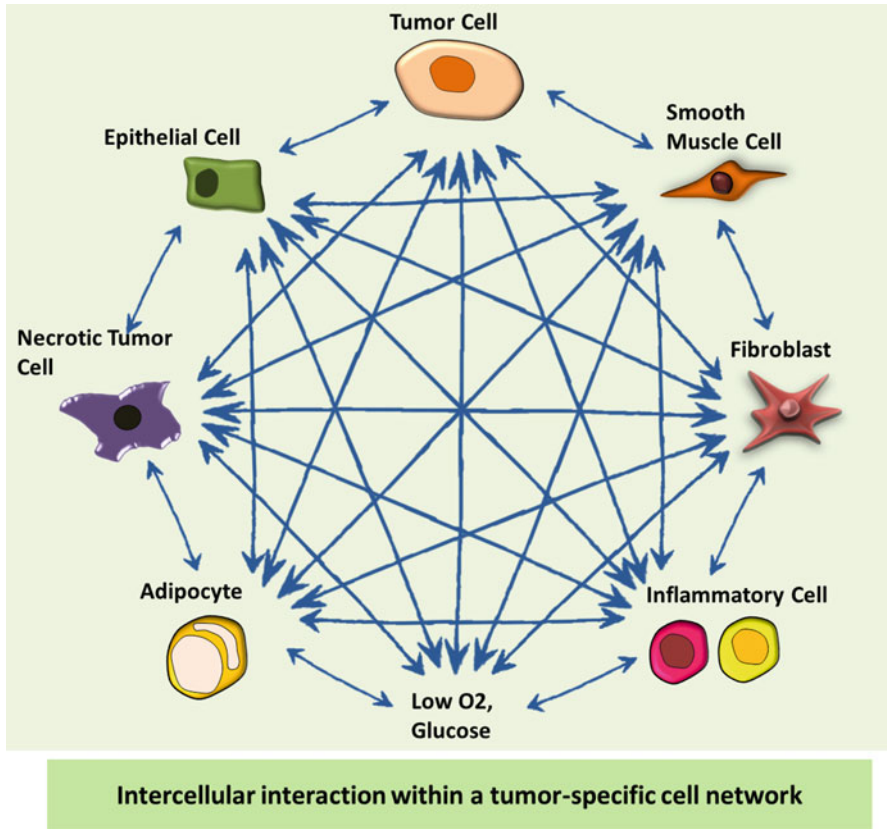 Tumor Cell
Smooth
Muscle Cell
Epithelial Cell
Necrotic Tumor
Cell
Fibroblast
Adipocyte
Inflammatory Cell
Low O2,
Glucose
Intercellular interaction within a tumor-specific cell network